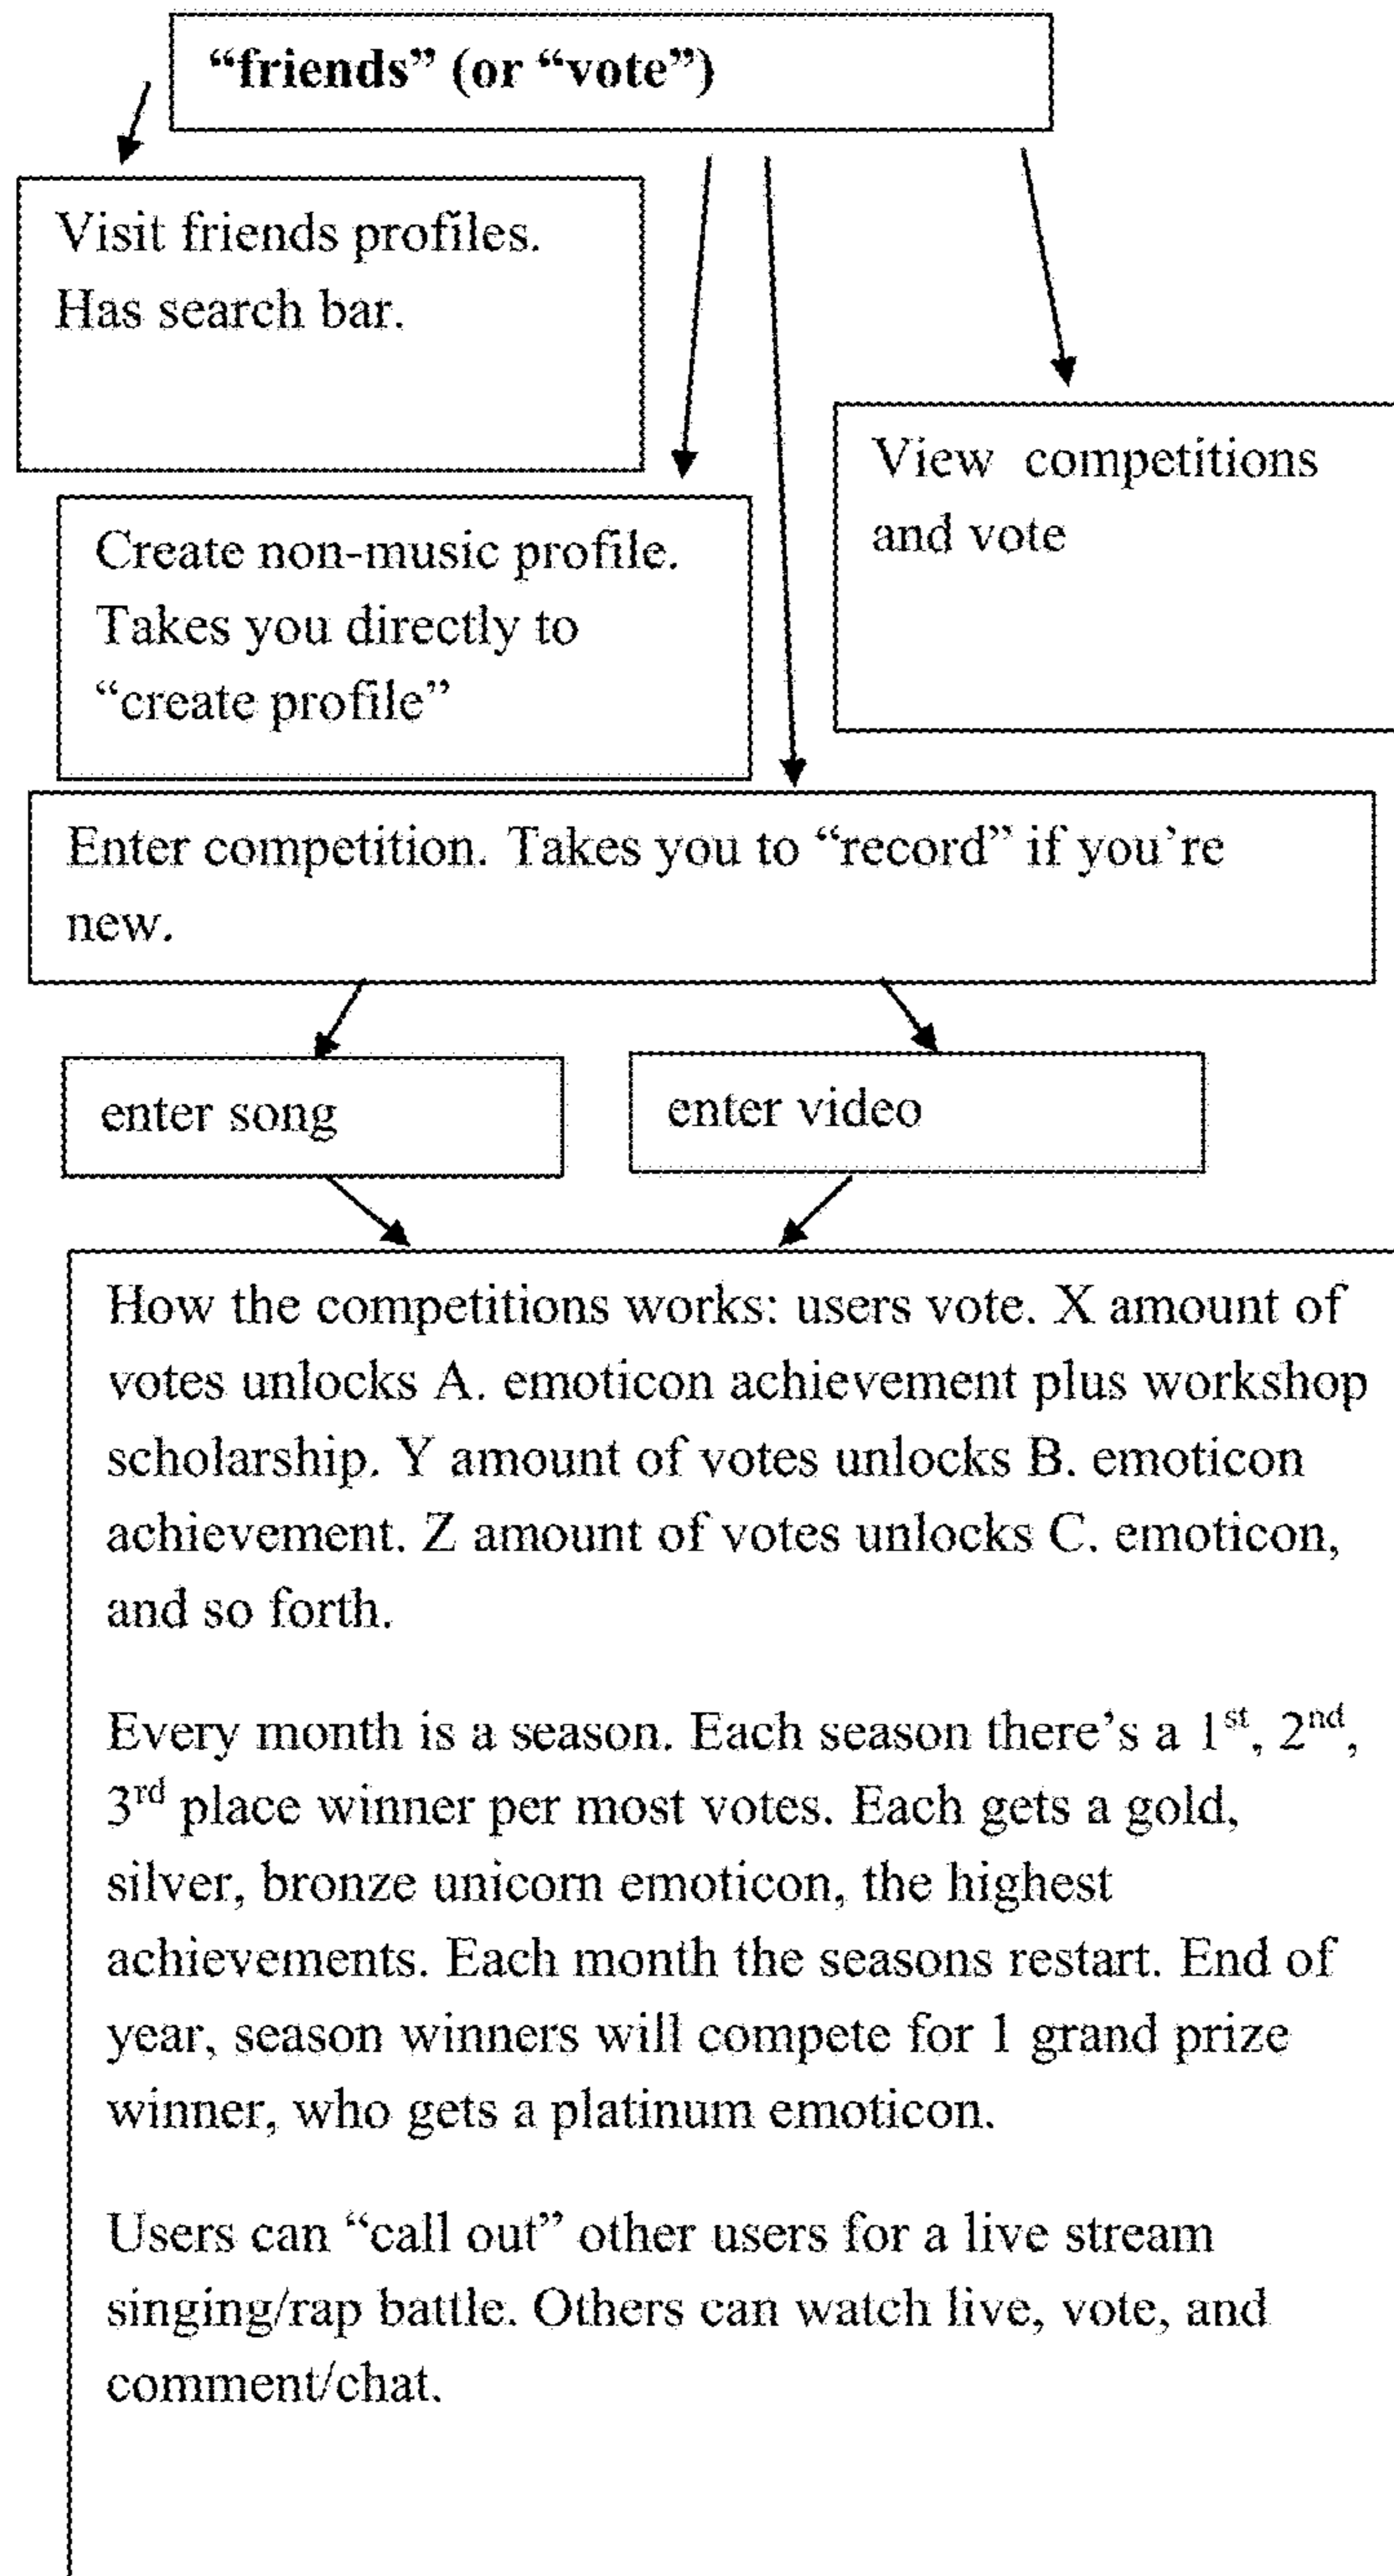 “friends” (or “vote”)
Visit friends profiles.
Has search bar.
View competitions
and vote
Create non-music profile.
Takes you directly to
“create profile”
Enter competition. Takes you to “record” if you’re
new.
enter song
enter video
How the competitions works: users vote. X amount of
votes unlocks A. emoticon achievement plus workshop
scholarship. Y amount of votes unlocks B. emoticon
achievement. Z amount of votes unlocks C. emoticon,
and so forth.
Every month is a season. Each season there’s a 1st, 2nd,
3rd place winner per most votes. Each gets a gold,
silver, bronze unicorn emoticon, the highest
achievements. Each month the seasons restart. End of
year, season winners will compete for 1 grand prize
winner, who gets a platinum emoticon.
Users can “call out” other users for a live stream
singing/rap battle. Others can watch live, vote, and
comment/chat.